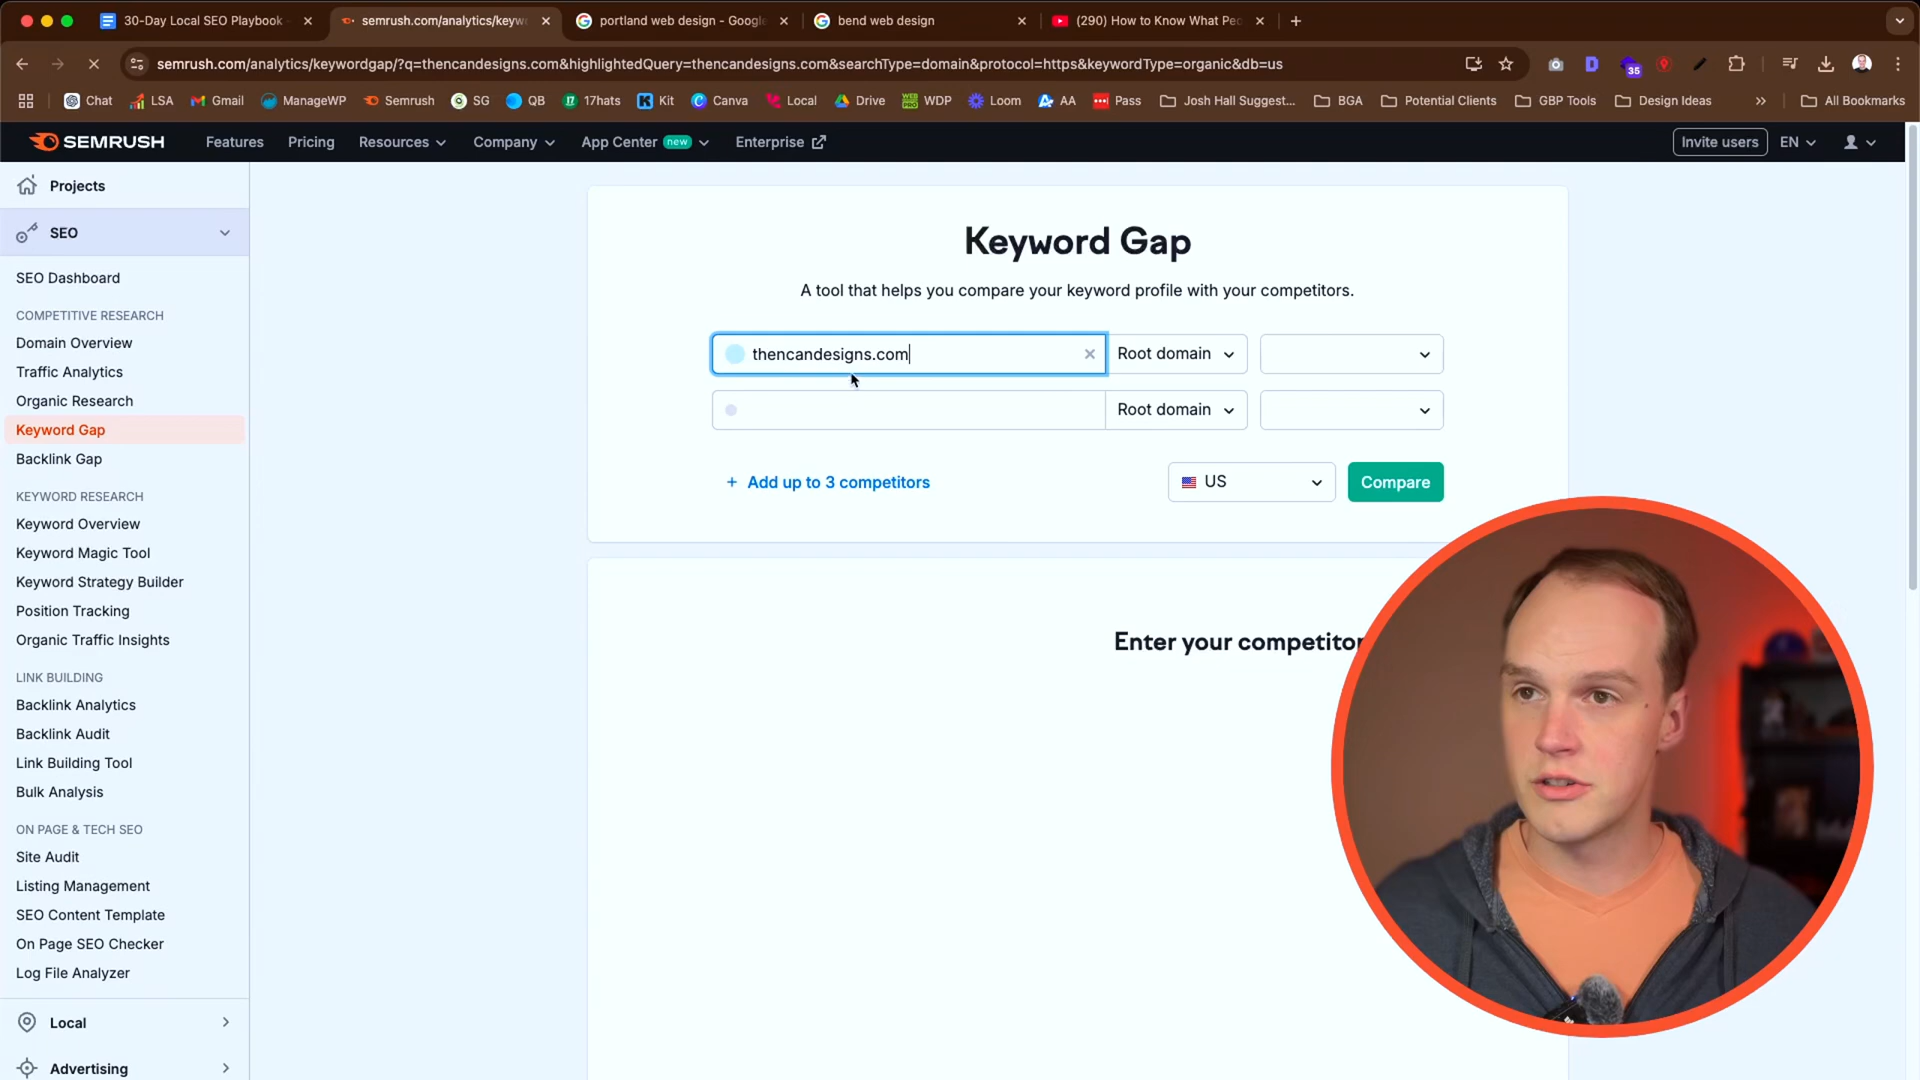 30-Day Local SEO Playbook
semrush.com/analytics/keyw
portland web design - Google
bend web design
(290) How to Know What Peo
semrush.com/analytics/keywordgap/?q=thencandesigns.com&highlightedQuery=thencandesigns.com&searchType=domain&protocol=https&keywordType=organic&db=us
35
Chat LSA Gmail ManageWP Semrush SG QB 17hats Kit Canva Local Drive WDP Loom AA Pass Josh Hall Suggest... BGA Potential Clients GBP Tools Design Ideas » All Bookmarks
SEMRUSH Features Pricing Resources Company App Center new Enterprise Invite users EN
Projects
SEO
SEO Dashboard
COMPETITIVE RESEARCH
Domain Overview
Traffic Analytics
Organic Research
Keyword Gap
Backlink Gap
KEYWORD RESEARCH
Keyword Overview
Keyword Magic Tool
Keyword Strategy Builder
Position Tracking
Organic Traffic Insights
LINK BUILDING
Backlink Analytics
Backlink Audit
Link Building Tool
Bulk Analysis
ON PAGE & TECH SEO
Site Audit
Listing Management
SEO Content Template
On Page SEO Checker
Log File Analyzer
Local
Advertising
Keyword Gap
A tool that helps you compare your keyword profile with your competitors.
thencandesigns.com Root domain
Root domain
+ Add up to 3 competitors US Compare
Enter your competitor